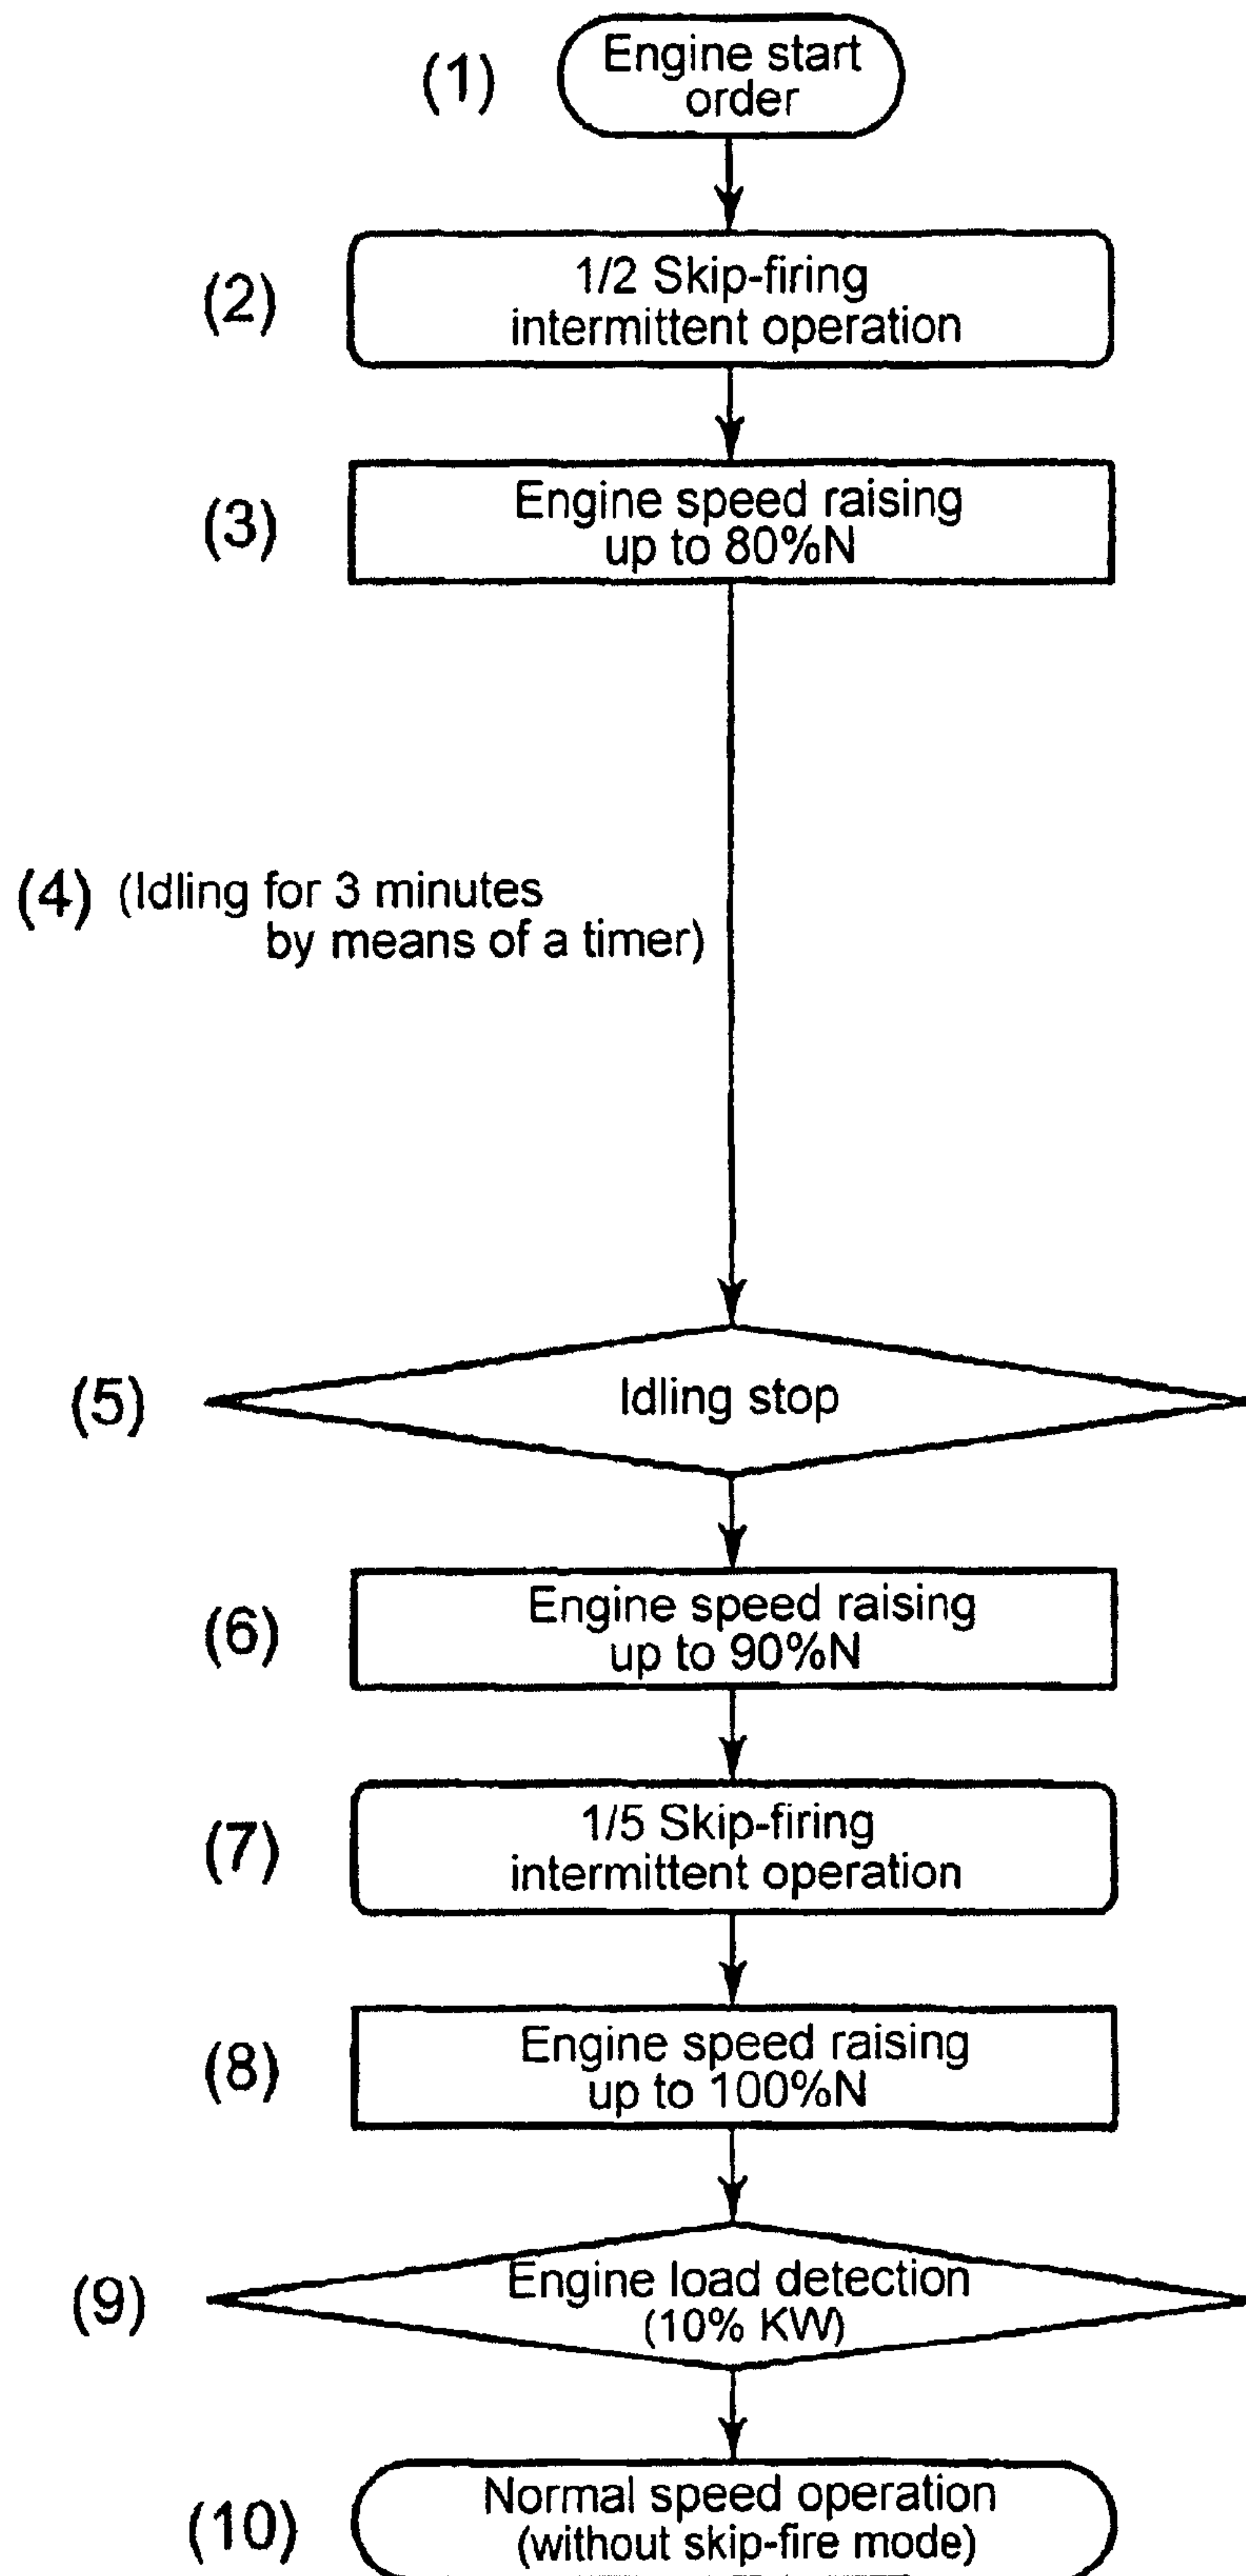 (1)
Engine start
order
(2)
1/2 Skip-firing
intermittent operation
(3)
Engine speed raising
up to 80%N
(4) (Idling for 3 minutes
by means of a timer)
(5)
Idling stop
(6)
Engine speed raising
up to 90%N
(7)
1/5 Skip-firing
intermittent operation
(8)
Engine speed raising
up to 100%N
(9)
Engine load detection
(10% KW)
(10)
Normal speed operation
(without skip-fire mode)